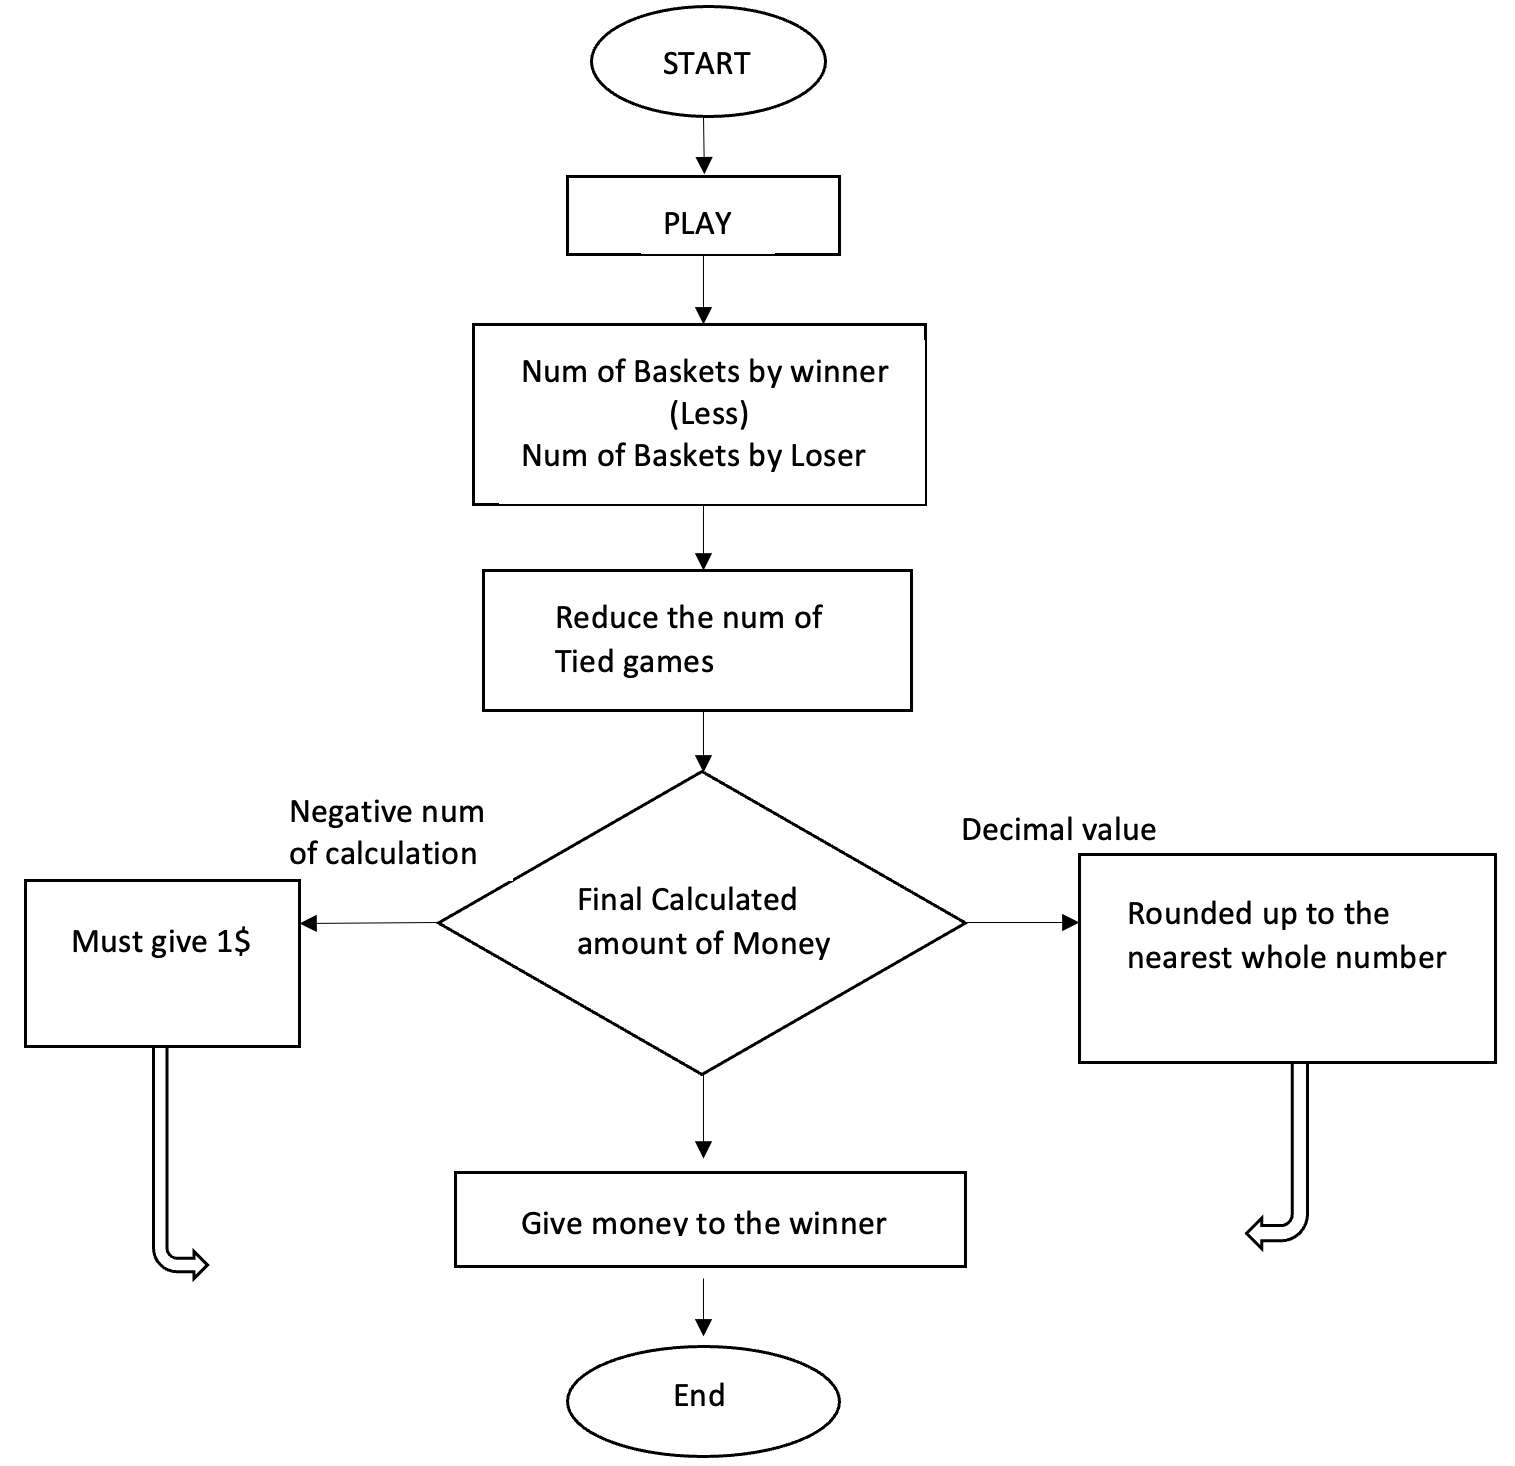 START
PLAY
Num of Baskets by winner
(Less)
Num of Baskets by Loser
Reduce the num of
Tied games
Negative num
of calculation
Decimal value
Must give 1$
Final Calculated
amount of Money
Rounded up to the
nearest whole number
Give money to the winner
End